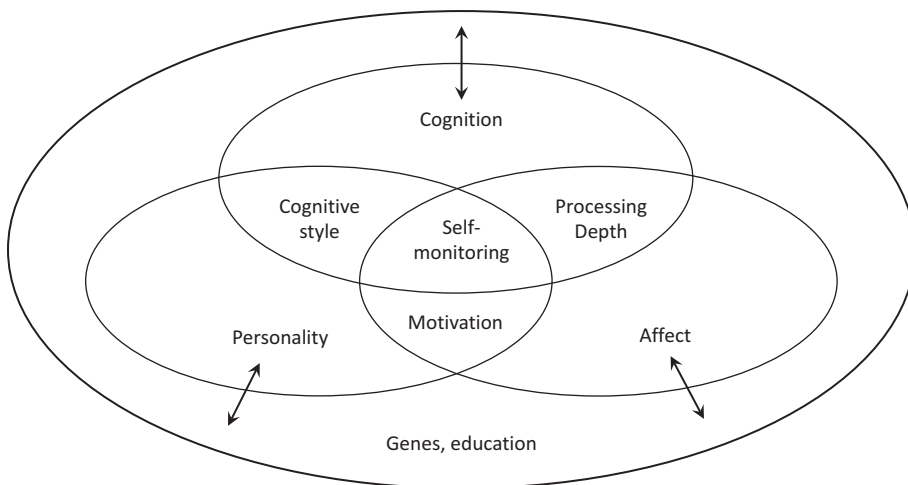 Cognition
Cognitive
style
Self-
monitoring
Processing
Depth
Motivation
Personality
Affect
Genes, education